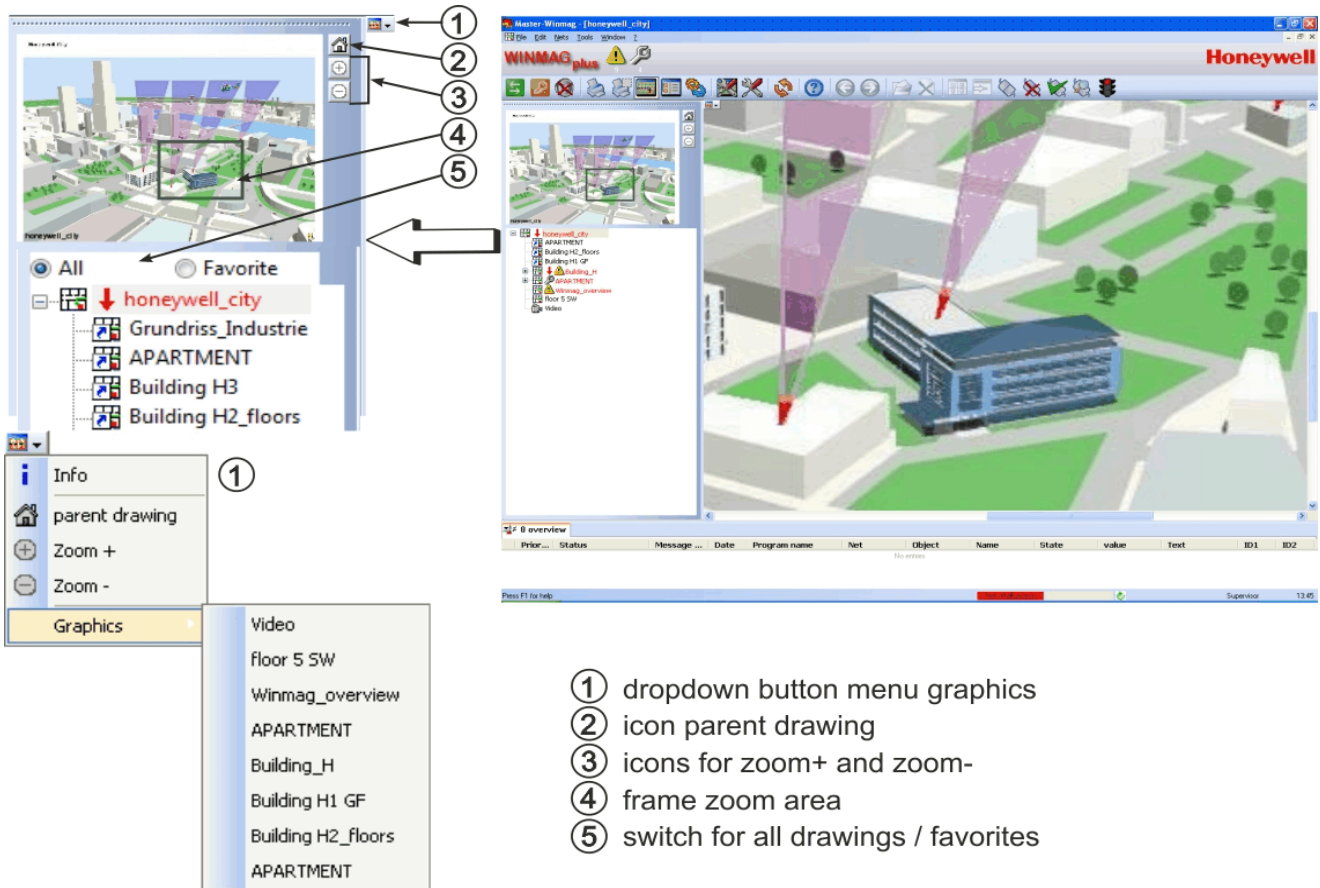 ①
②
③
④
⑤
Honeywell City
honeywell_city
All
Favorite
honeywell_city
Grundriss_Industrie
APARTMENT
Building H3
Building H2_floors
①
Info
parent drawing
Zoom +
Zoom -
Graphics
Video
floor 5 SW
Winmag_overview
APARTMENT
Building_H
Building H1 GF
Building H2_floors
APARTMENT
Master-Winmag - [honeywell_city]
File Edit Nets Tools Window ?
WINMAG plus
Honeywell
honeywell_city
honeywell_city
APARTMENT
Building H2_floors
Building H1 GF
Building_H
APARTMENT
Winmag_overview
floor 5 SW
Video
0 overview
Prior... Status Message ... Date Program name Net Object Name State value Text ID1 ID2
No entries
Press F1 for help
Supervisor 13:45
① dropdown button menu graphics
② icon parent drawing
③ icons for zoom+ and zoom-
④ frame zoom area
⑤ switch for all drawings / favorites